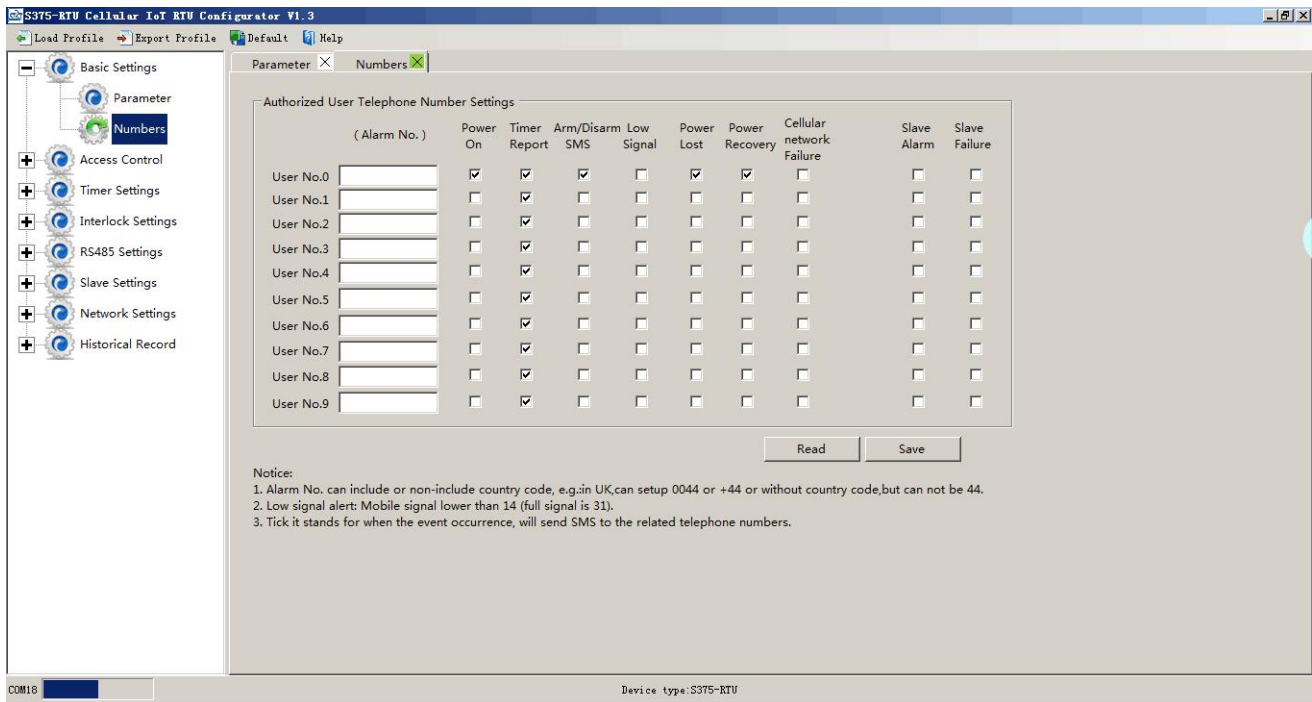 S375-RTU Cellular IoT RTU Configurator V1.3
Load Profile Export Profile Default Help
Basic Settings
Parameter
Numbers
Access Control
Timer Settings
Interlock Settings
RS485 Settings
Slave Settings
Network Settings
Historical Record
Parameter Numbers
Authorized User Telephone Number Settings
(Alarm No.) Power On Timer Report Arm/Disarm SMS Low Signal Power Lost Power Recovery Cellular network Failure Slave Alarm Slave Failure
User No.0
User No.1
User No.2
User No.3
User No.4
User No.5
User No.6
User No.7
User No.8
User No.9
Read Save
Notice:
1. Alarm No. can include or non-include country code, e.g.:in UK,can setup 0044 or +44 or without country code,but can not be 44.
2. Low signal alert: Mobile signal lower than 14 (full signal is 31).
3. Tick it stands for when the event occurrence, will send SMS to the related telephone numbers.
COM18 Device type:S375-RTU